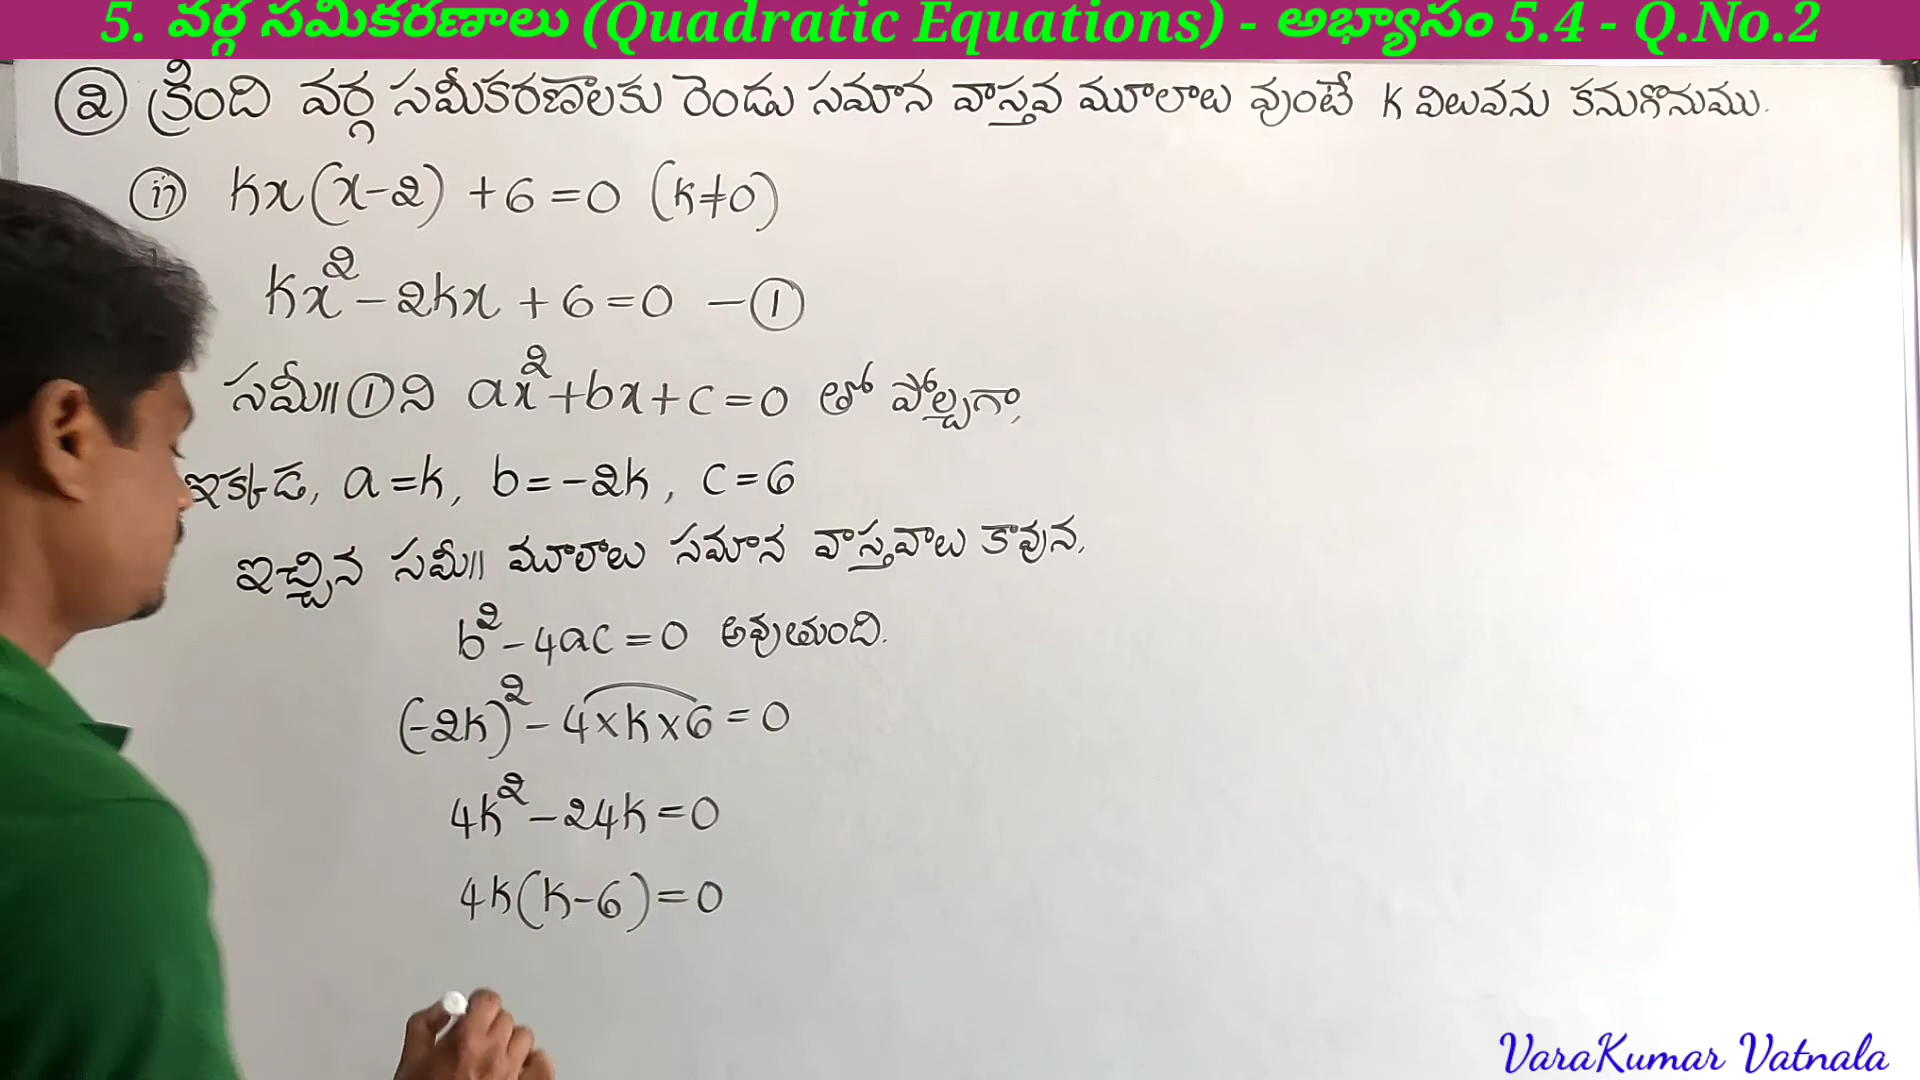 5. వర్గ సమీకరణాలు (Quadratic Equations) - అభ్యాసం 5.4 - Q.No.2
② క్రింది వర్గ సమీకరణాలకు రెండు సమాన వాస్తవ మూలాలు వుంటే k విలువను కనుగొనుము.
ii) kx(x-2) +6=0 (k≠0)
kx² - 2kx + 6 = 0 - ①
సమీ॥ ① ని ax²+bx+c=0 తో పోల్చగా,
ఇక్కడ, a=k, b=-2k, c=6
ఇచ్చిన సమీ॥ మూలాలు సమాన వాస్తవాలు కావున,
b² - 4ac = 0 అవుతుంది.
(-2k)² - 4×k×6 = 0
4k² - 24k = 0
4k(k-6) = 0
VaraKumar Vatnala